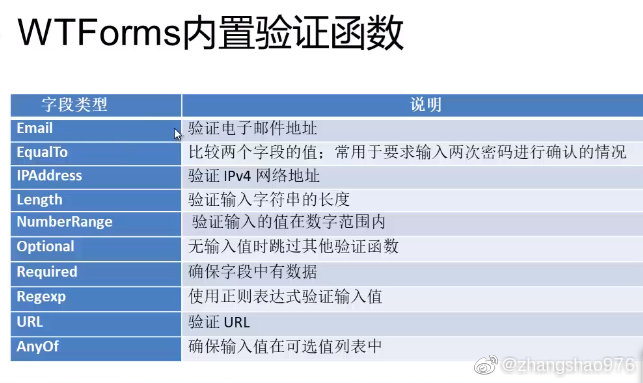 WTForms内置验证函数
字段类型 说明
Email 验证电子邮件地址
EqualTo 比较两个字段的值；常用于要求输入两次密码进行确认的情况
IPAddress 验证 IPv4 网络地址
Length 验证输入字符串的长度
NumberRange 验证输入的值在数字范围内
Optional 无输入值时跳过其他验证函数
Required 确保字段中有数据
Regexp 使用正则表达式验证输入值
URL 验证 URL
AnyOf 确保输入值在可选值列表中
@zhangshao976